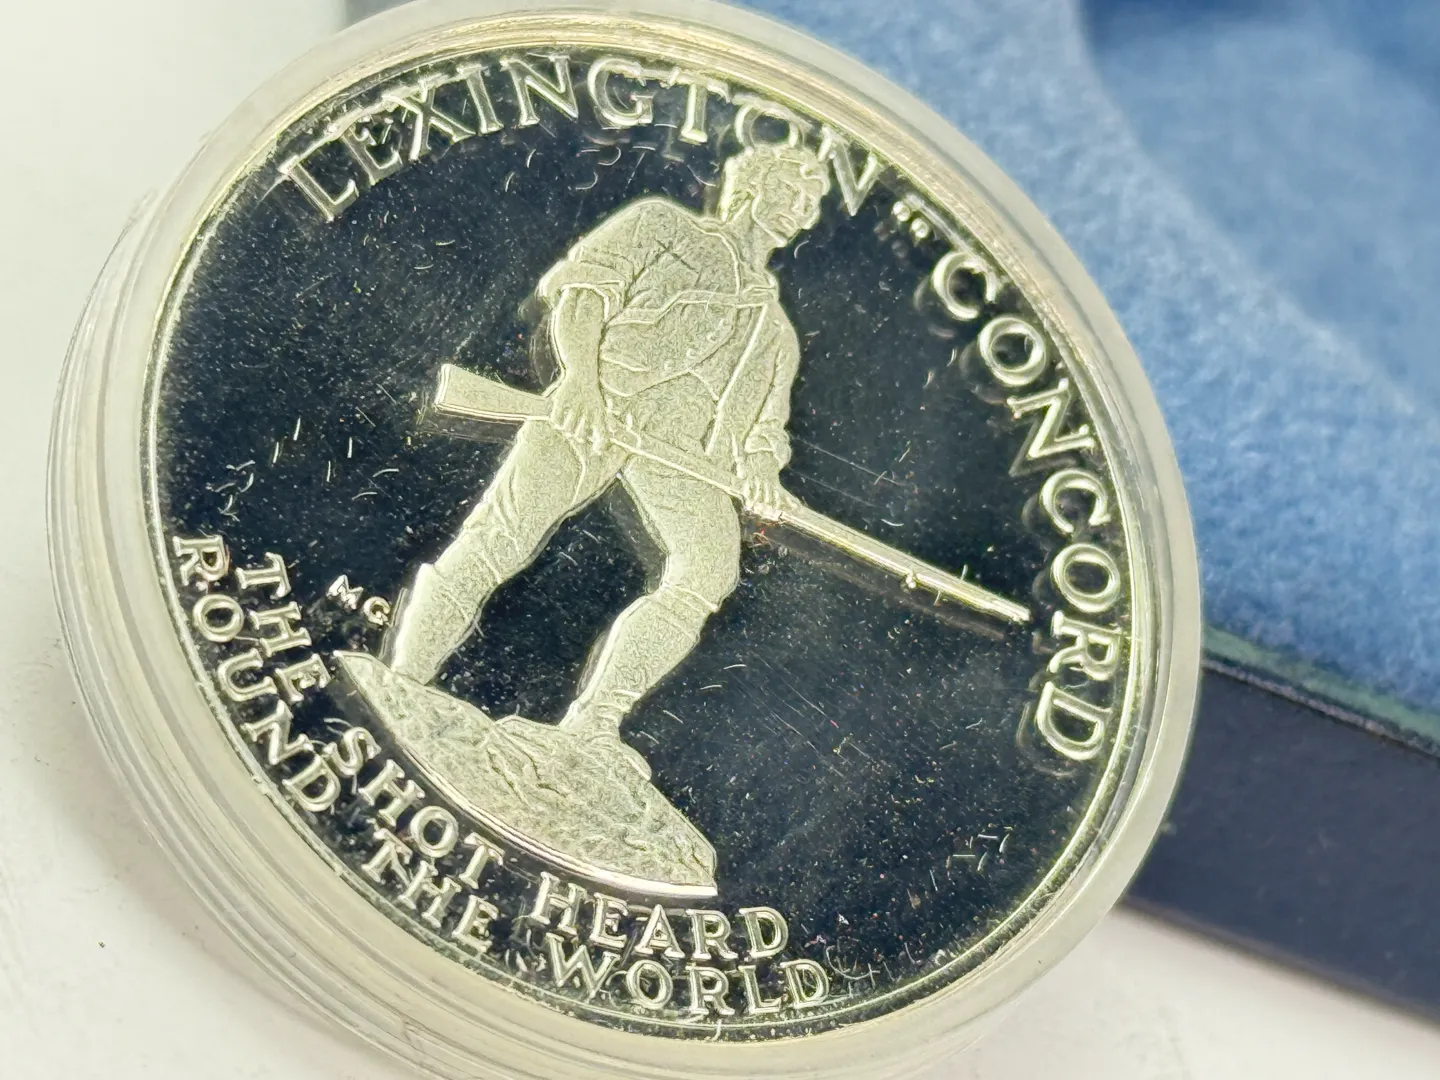 LEXINGTON · CONCORD
MG
THE SHOT HEARD
ROUND THE WORLD